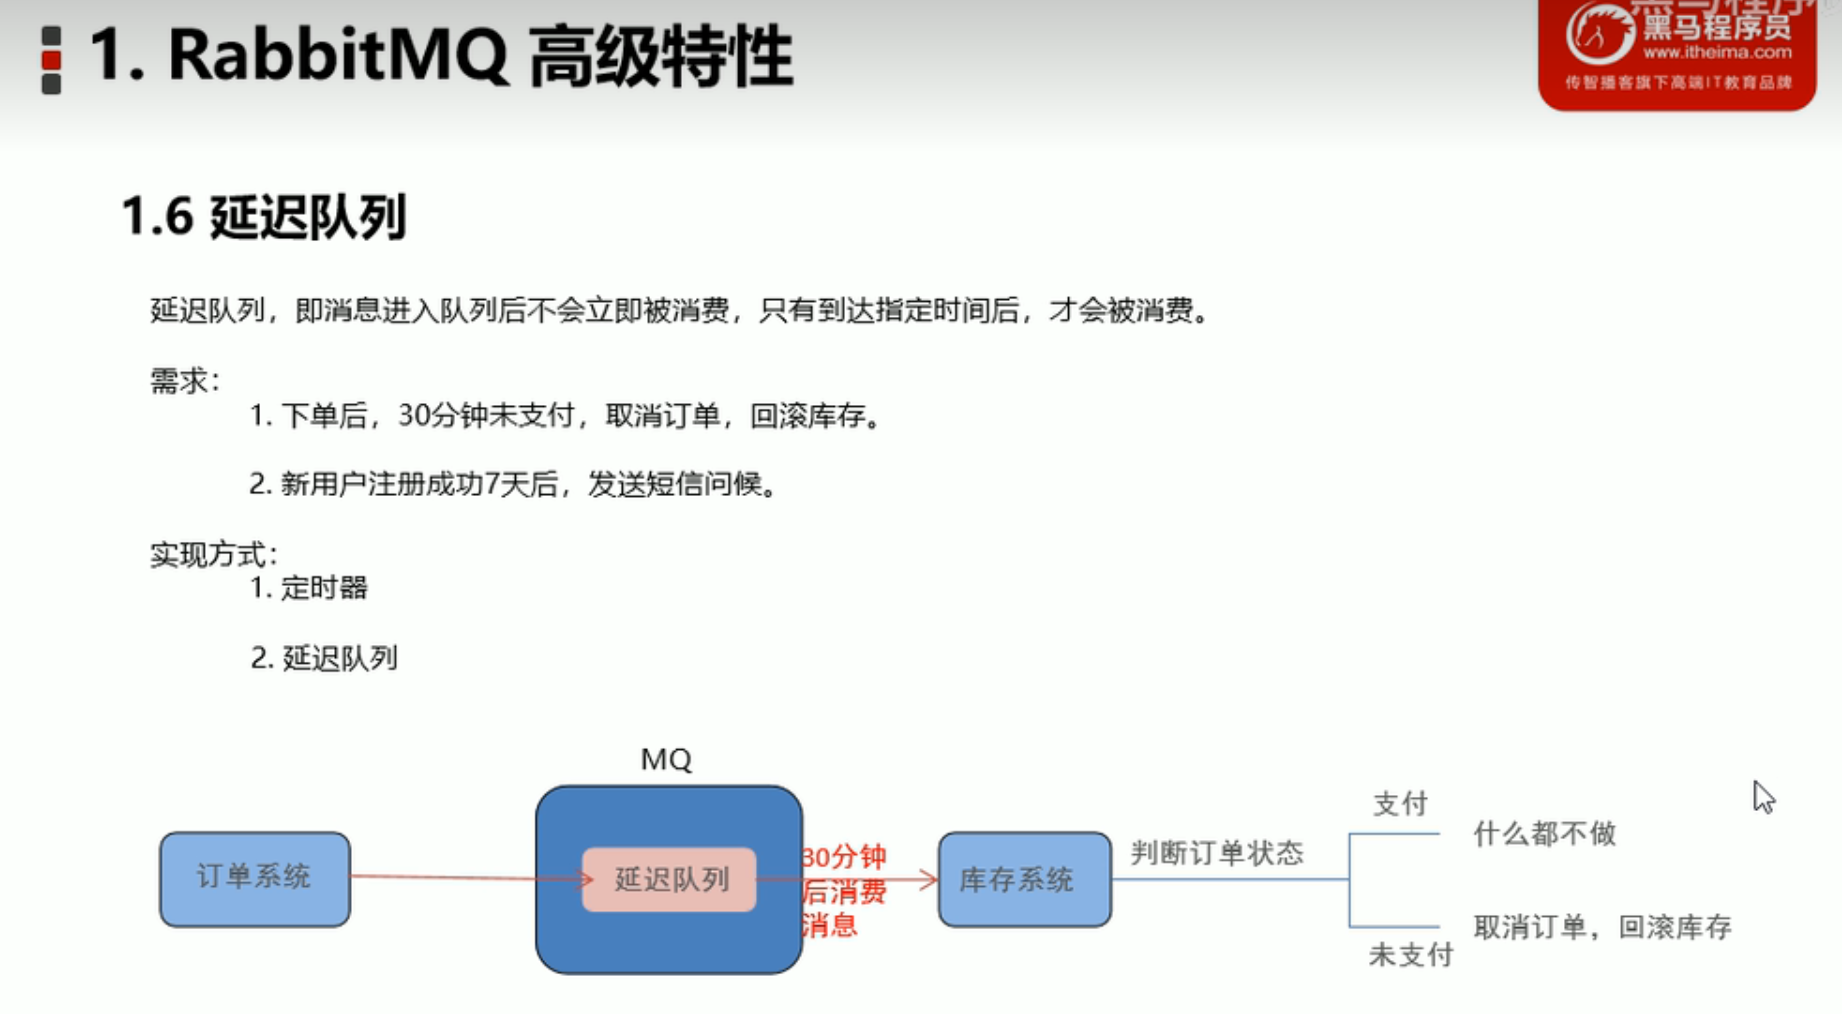 1. RabbitMQ 高级特性
黑马程序员
www.itheima.com
传智播客旗下高端IT教育品牌
1.6 延迟队列
延迟队列，即消息进入队列后不会立即被消费，只有到达指定时间后，才会被消费。
需求：
1. 下单后，30分钟未支付，取消订单，回滚库存。
2. 新用户注册成功7天后，发送短信问候。
实现方式：
1. 定时器
2. 延迟队列
MQ
订单系统
延迟队列
30分钟
后消费
消息
库存系统
判断订单状态
支付
什么都不做
取消订单，回滚库存
未支付